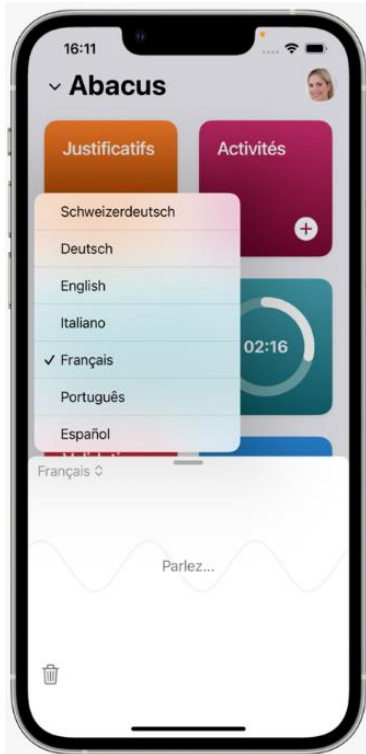 16:11
Abacus
Justificatifs
Activités
Schweizerdeutsch
Deutsch
English
Italiano
✓ Français
02:16
Português
Español
Français
Parlez...